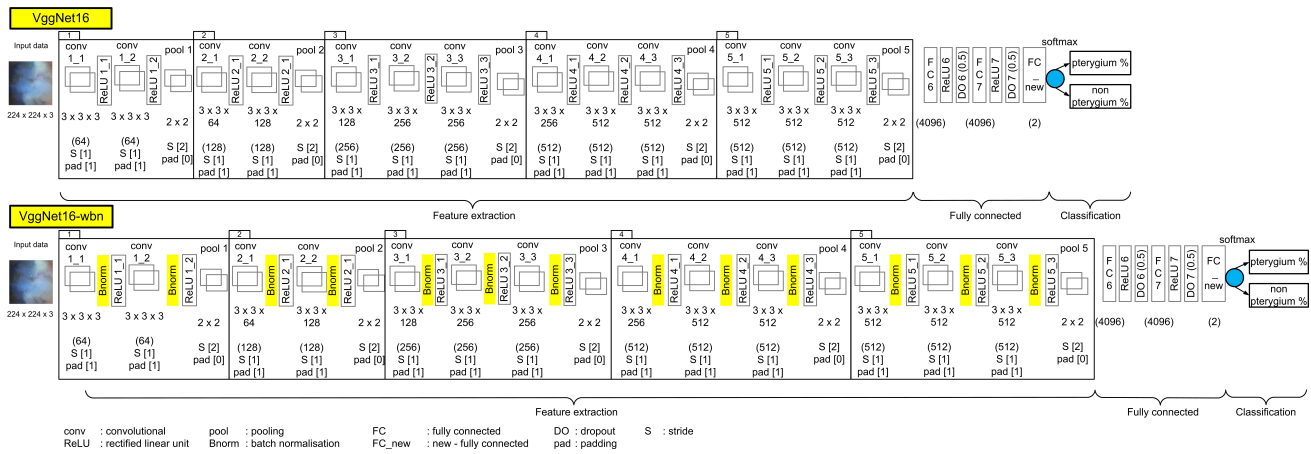 VggNet16
Input data
224 x 224 x 3
1
conv 1_1
ReLU 1_1
conv 1_2
ReLU 1_2
pool 1
3 x 3 x 3
3 x 3 x 3
2 x 2
(64) S [1] pad [1]
(64) S [1] pad [1]
S [2] pad [0]
2
conv 2_1
ReLU 2_1
conv 2_2
ReLU 2_1
pool 2
3 x 3 x 64
3 x 3 x 128
2 x 2
(128) S [1] pad [1]
(128) S [1] pad [1]
S [2] pad [0]
3
conv 3_1
ReLU 3_1
conv 3_2
ReLU 3_2
conv 3_3
ReLU 3_3
pool 3
3 x 3 x 128
3 x 3 x 256
3 x 3 x 256
2 x 2
(256) S [1] pad [1]
(256) S [1] pad [1]
(256) S [1] pad [1]
S [2] pad [0]
4
conv 4_1
ReLU 4_1
conv 4_2
ReLU 4_2
conv 4_3
ReLU 4_3
pool 4
3 x 3 x 256
3 x 3 x 512
3 x 3 x 512
2 x 2
(512) S [1] pad [1]
(512) S [1] pad [1]
(512) S [1] pad [1]
S [2] pad [0]
5
conv 5_1
ReLU 5_1
conv 5_2
ReLU 5_2
conv 5_3
ReLU 5_3
pool 5
3 x 3 x 512
3 x 3 x 512
3 x 3 x 512
2 x 2
(512) S [1] pad [1]
(512) S [1] pad [1]
(512) S [1] pad [1]
S [2] pad [0]
FC6
ReLU 6
DO 6 (0.5)
FC7
ReLU 7
DO 7 (0.5)
FC_new
softmax
pterygium %
non pterygium %
(4096)
(4096)
(2)
Feature extraction
Fully connected
Classification
VggNet16-wbn
Input data
224 x 224 x 3
1
conv 1_1
Bnorm
ReLU 1_1
conv 1_2
Bnorm
ReLU 1_2
pool 1
3 x 3 x 3
3 x 3 x 3
2 x 2
(64) S [1] pad [1]
(64) S [1] pad [1]
S [2] pad [0]
2
conv 2_1
Bnorm
ReLU 2_1
conv 2_2
Bnorm
ReLU 2_1
pool 2
3 x 3 x 64
3 x 3 x 128
2 x 2
(128) S [1] pad [1]
(128) S [1] pad [1]
S [2] pad [0]
3
conv 3_1
Bnorm
ReLU 3_1
conv 3_2
Bnorm
ReLU 3_2
conv 3_3
Bnorm
ReLU 3_3
pool 3
3 x 3 x 128
3 x 3 x 256
3 x 3 x 256
2 x 2
(256) S [1] pad [1]
(256) S [1] pad [1]
(256) S [1] pad [1]
S [2] pad [0]
4
conv 4_1
Bnorm
ReLU 4_1
conv 4_2
Bnorm
ReLU 4_2
conv 4_3
Bnorm
ReLU 4_3
pool 4
3 x 3 x 256
3 x 3 x 512
3 x 3 x 512
2 x 2
(512) S [1] pad [1]
(512) S [1] pad [1]
(512) S [1] pad [1]
S [2] pad [0]
5
conv 5_1
Bnorm
ReLU 5_1
conv 5_2
Bnorm
ReLU 5_2
conv 5_3
Bnorm
ReLU 5_3
pool 5
3 x 3 x 512
3 x 3 x 512
3 x 3 x 512
2 x 2
(512) S [1] pad [1]
(512) S [1] pad [1]
(512) S [1] pad [1]
S [2] pad [0]
FC6
ReLU 6
DO 6 (0.5)
FC7
ReLU 7
DO 7 (0.5)
FC_new
softmax
pterygium %
non pterygium %
(4096)
(4096)
(2)
Feature extraction
Fully connected
Classification
conv : convolutional pool : pooling FC : fully connected DO : dropout S : stride
ReLU : rectified linear unit Bnorm : batch normalisation FC_new : new - fully connected pad : padding